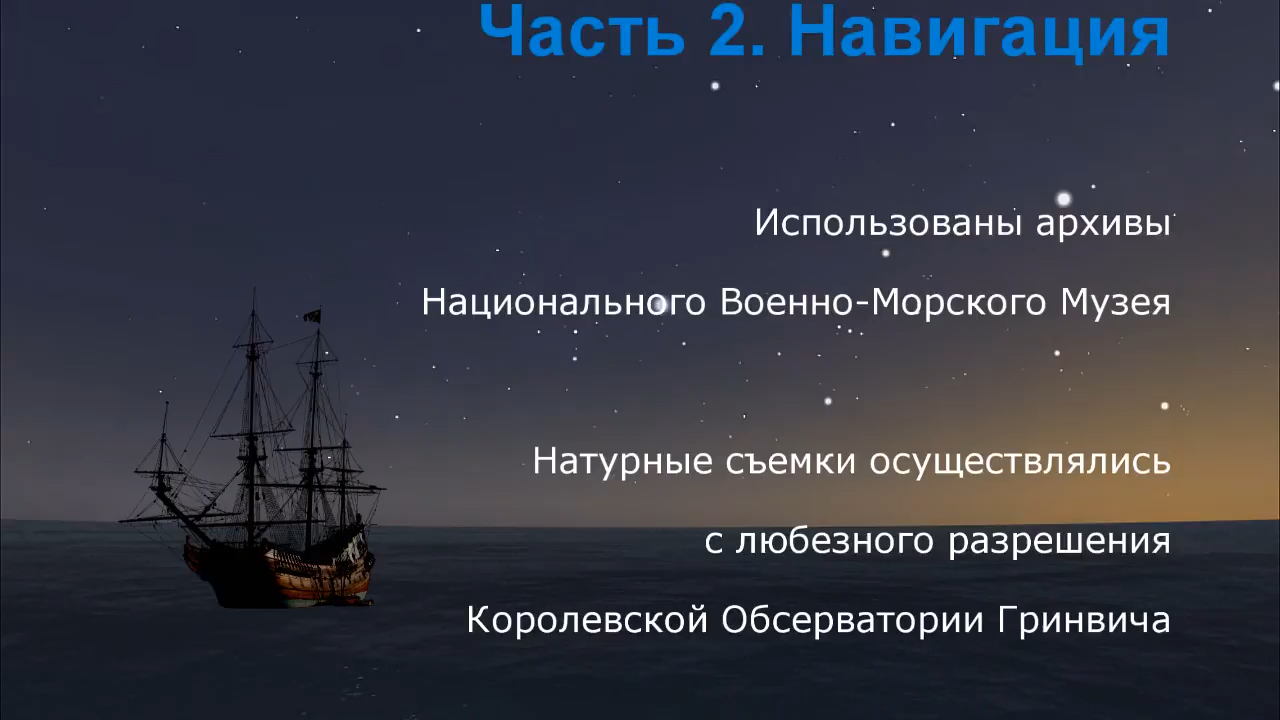 Часть 2. Навигация
Использованы архивы
Национального Военно-Морского Музея
Натурные съемки осуществлялись
с любезного разрешения
Королевской Обсерватории Гринвича